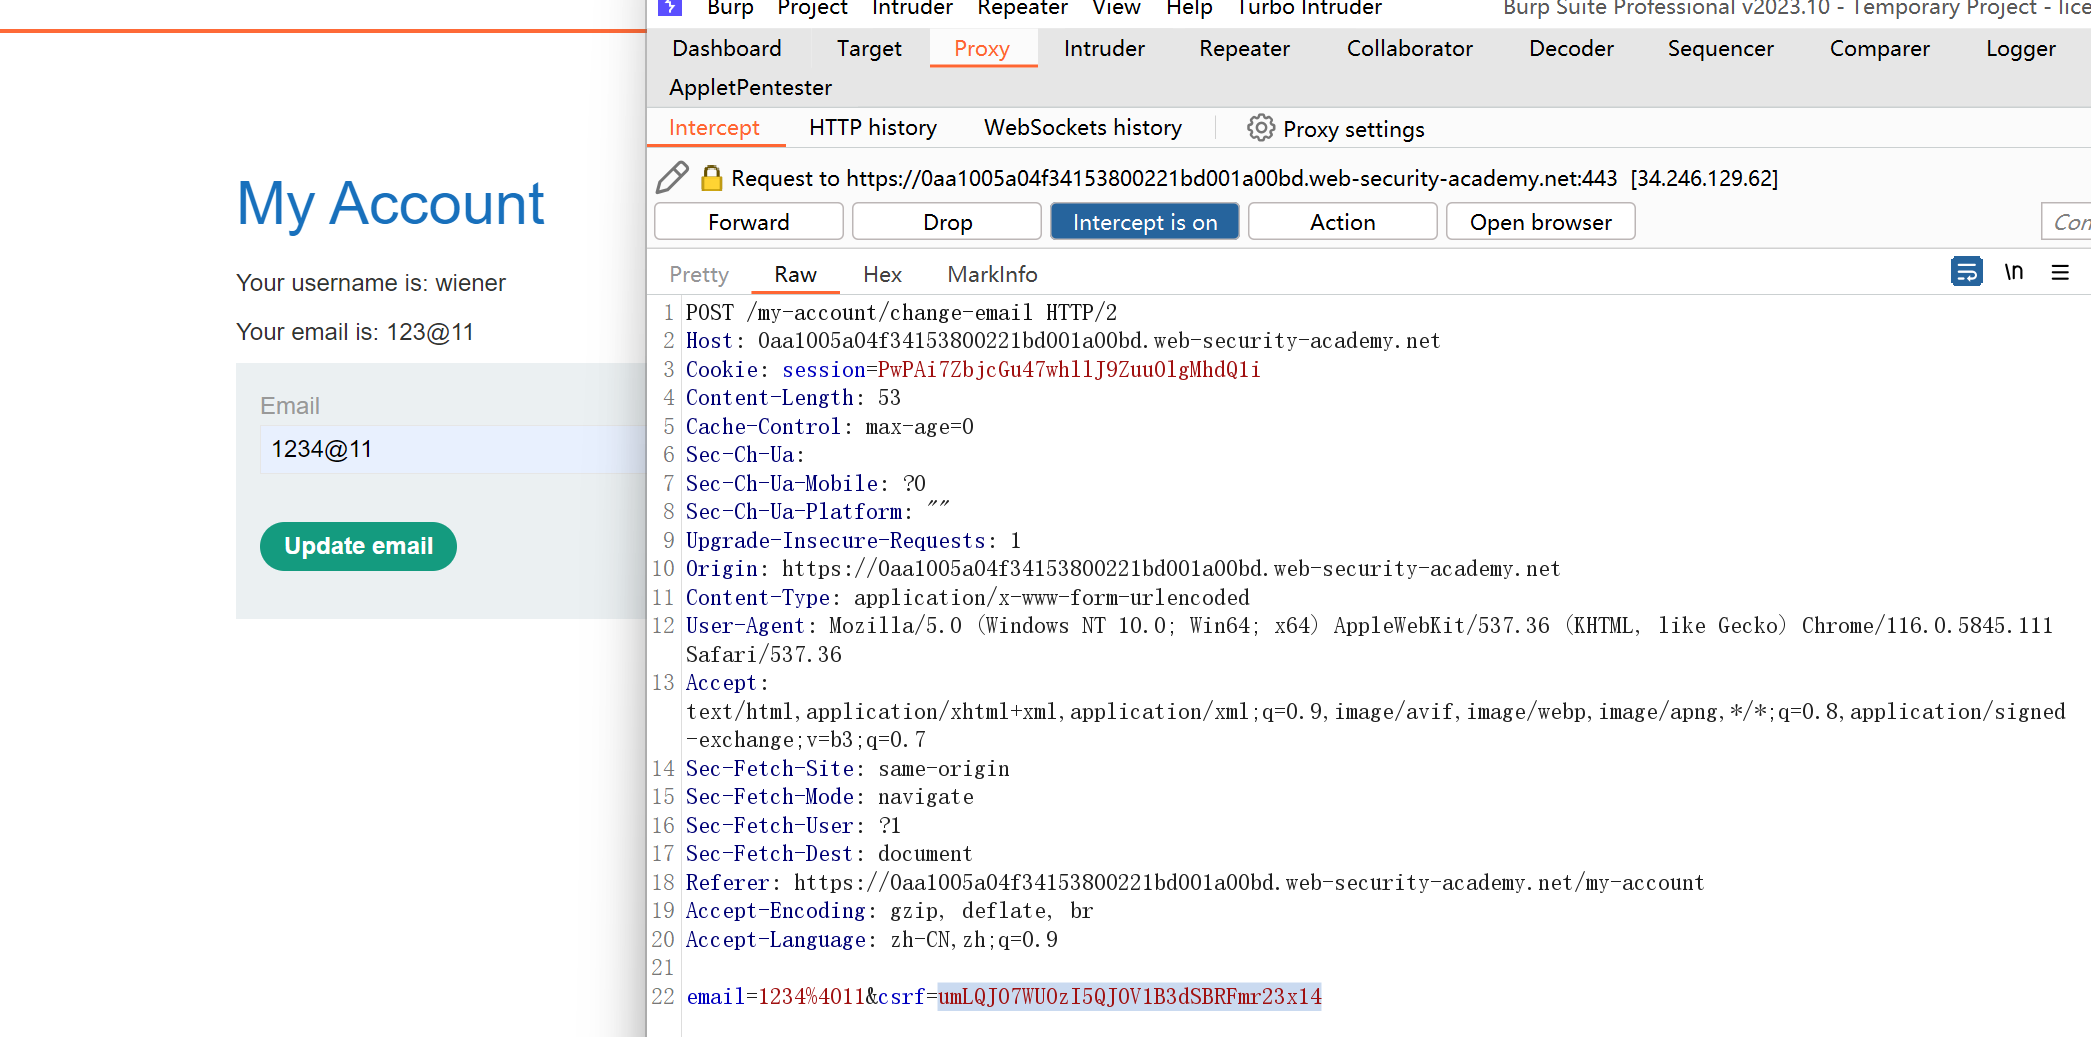 My Account
Your username is: wiener
Your email is: 123@11
Email
1234@11
Update email
Burp Project Intruder Repeater View Help Turbo Intruder Burp Suite Professional v2023.10 - Temporary Project - lice
Dashboard Target Proxy Intruder Repeater Collaborator Decoder Sequencer Comparer Logger
AppletPentester
Intercept HTTP history WebSockets history Proxy settings
Request to https://0aa1005a04f34153800221bd001a00bd.web-security-academy.net:443 [34.246.129.62]
Forward Drop Intercept is on Action Open browser Com
Pretty Raw Hex MarkInfo \n
1 POST /my-account/change-email HTTP/2
2 Host: 0aa1005a04f34153800221bd001a00bd.web-security-academy.net
3 Cookie: session=PwPAi7ZbjcGu47whllJ9ZuuOlgMhdQ1i
4 Content-Length: 53
5 Cache-Control: max-age=0
6 Sec-Ch-Ua:
7 Sec-Ch-Ua-Mobile: ?0
8 Sec-Ch-Ua-Platform: ""
9 Upgrade-Insecure-Requests: 1
10 Origin: https://0aa1005a04f34153800221bd001a00bd.web-security-academy.net
11 Content-Type: application/x-www-form-urlencoded
12 User-Agent: Mozilla/5.0 (Windows NT 10.0; Win64; x64) AppleWebKit/537.36 (KHTML, like Gecko) Chrome/116.0.5845.111
Safari/537.36
13 Accept:
text/html,application/xhtml+xml,application/xml;q=0.9,image/avif,image/webp,image/apng,*/*;q=0.8,application/signed
-exchange;v=b3;q=0.7
14 Sec-Fetch-Site: same-origin
15 Sec-Fetch-Mode: navigate
16 Sec-Fetch-User: ?1
17 Sec-Fetch-Dest: document
18 Referer: https://0aa1005a04f34153800221bd001a00bd.web-security-academy.net/my-account
19 Accept-Encoding: gzip, deflate, br
20 Accept-Language: zh-CN,zh;q=0.9
21
22 email=1234%4011&csrf=umLQJO7WUOzI5QJOV1B3dSBRFmr23x14